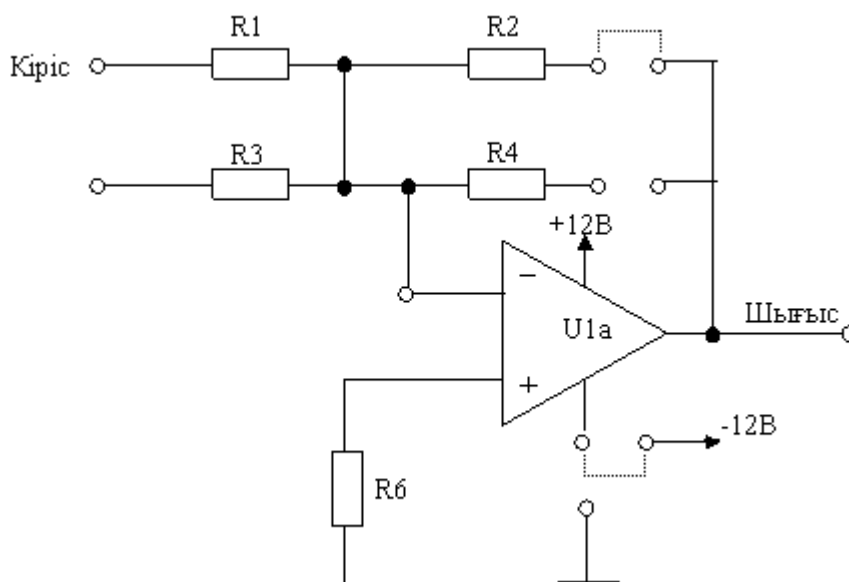 R1
R2
Кіріс
R3
R4
+12В
−
U1a
Шығыс
+
-12В
R6